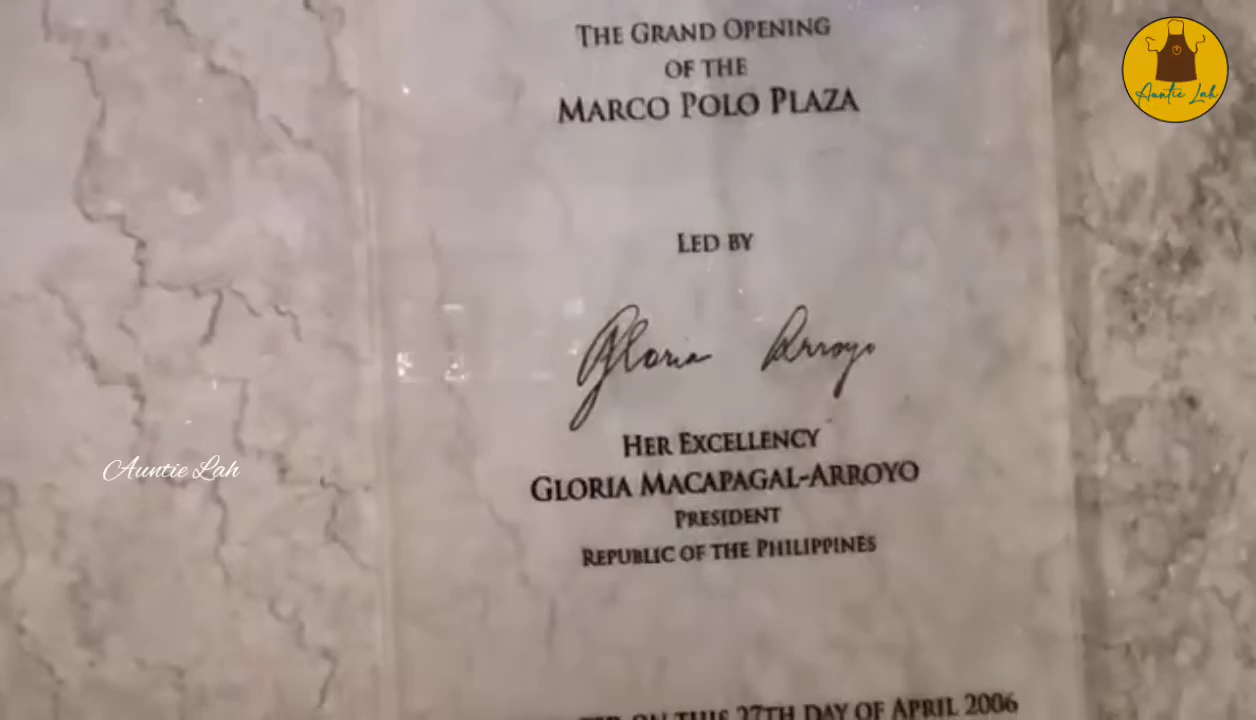 THE GRAND OPENING
OF THE
MARCO POLO PLAZA
Auntie Lah
LED BY
Gloria Arroyo
HER EXCELLENCY
GLORIA MACAPAGAL-ARROYO
Auntie Lah
PRESIDENT
REPUBLIC OF THE PHILIPPINES
ON THIS 27TH DAY OF APRIL 2006